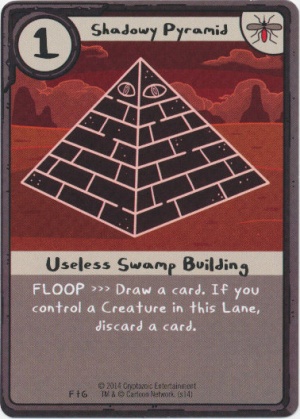 1
Shadowy Pyramid
Useless Swamp Building
FLOOP >>> Draw a card. If you
control a Creature in this Lane,
discard a card.
© 2014 Cryptozoic Entertainment
F16 TM & © Cartoon Network. (s14)